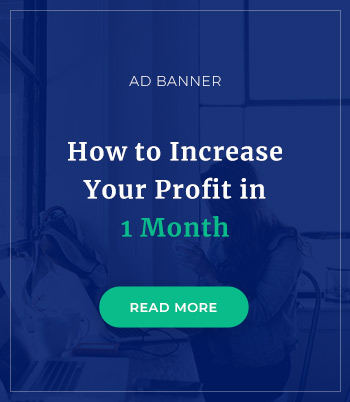 AD BANNER
How to Increase
Your Profit in
1 Month
READ MORE